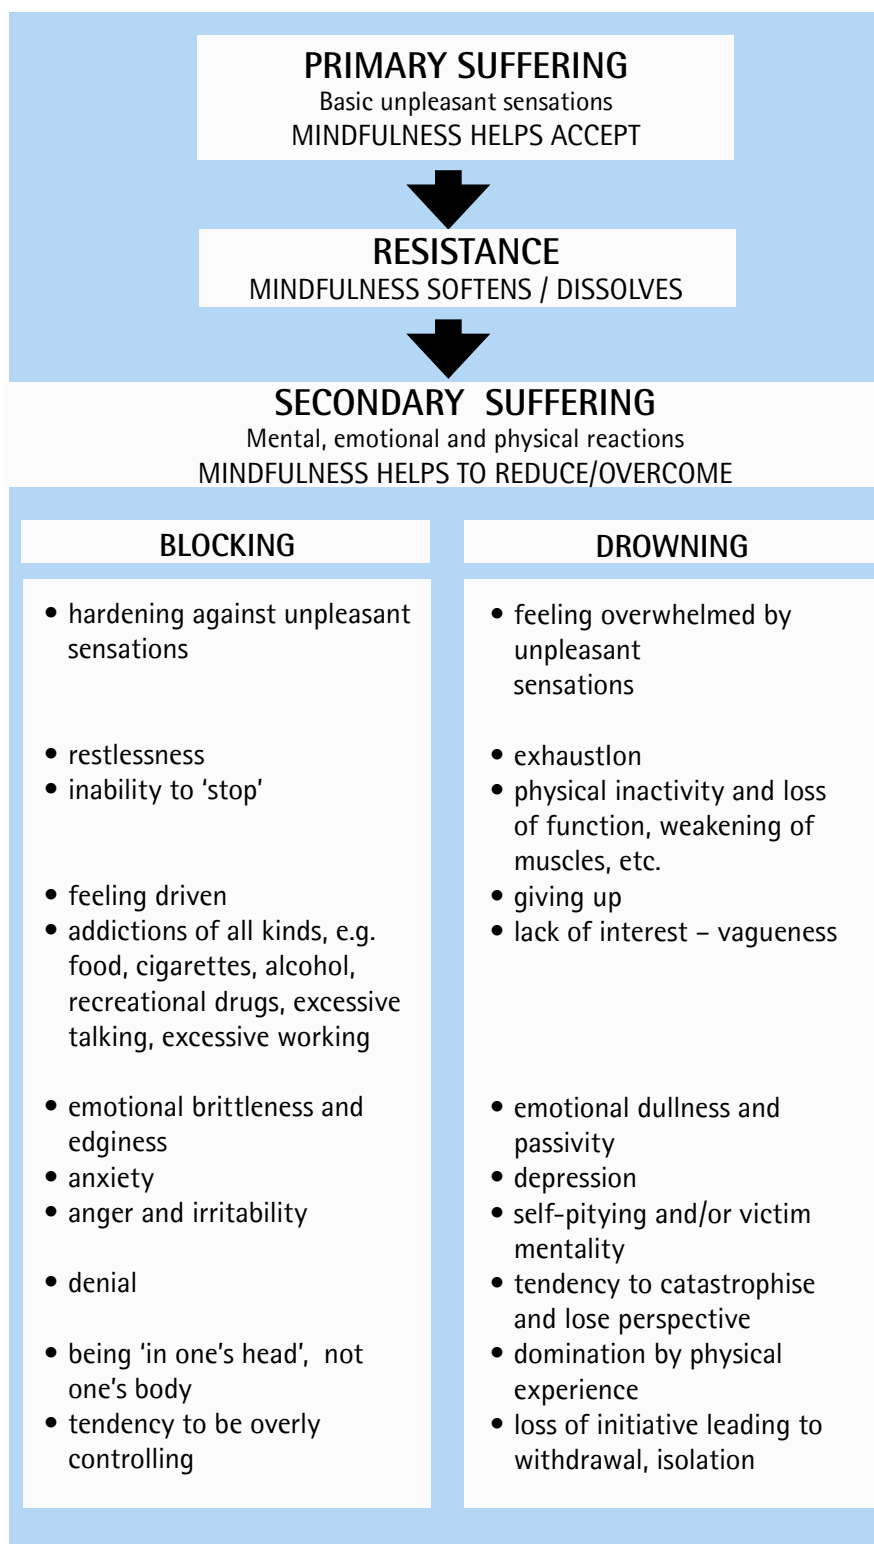 PRIMARY SUFFERING
Basic unpleasant sensations
MINDFULNESS HELPS ACCEPT
RESISTANCE
MINDFULNESS SOFTENS / DISSOLVES
SECONDARY SUFFERING
Mental, emotional and physical reactions
MINDFULNESS HELPS TO REDUCE/OVERCOME
BLOCKING
• hardening against unpleasant
sensations
• restlessness
• inability to ‘stop’
• feeling driven
• addictions of all kinds, e.g.
food, cigarettes, alcohol,
recreational drugs, excessive
talking, excessive working
• emotional brittleness and
edginess
• anxiety
• anger and irritability
• denial
• being ‘in one’s head’, not
one’s body
• tendency to be overly
controlling
DROWNING
• feeling overwhelmed by
unpleasant
sensations
• exhaustIon
• physical inactivity and loss
of function, weakening of
muscles, etc.
• giving up
• lack of interest – vagueness
• emotional dullness and
passivity
• depression
• self-pitying and/or victim
mentality
• tendency to catastrophise
and lose perspective
• domination by physical
experience
• loss of initiative leading to
withdrawal, isolation